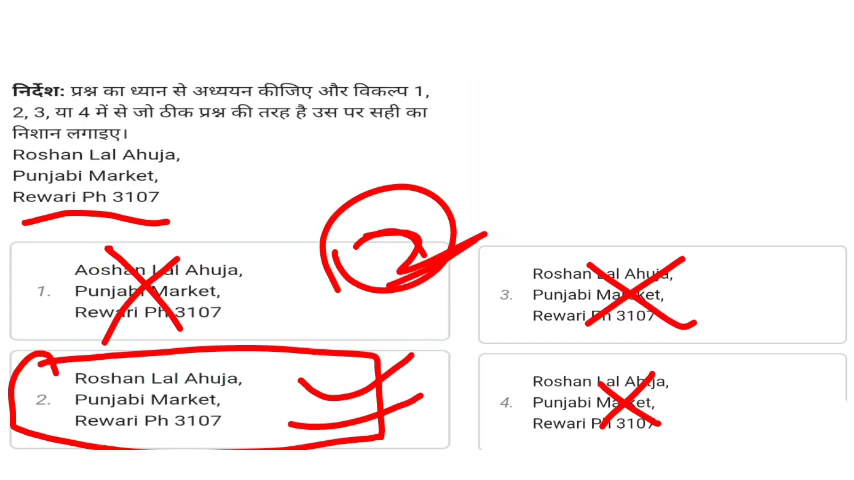 निर्देश: प्रश्न का ध्यान से अध्ययन कीजिए और विकल्प 1,
2, 3, या 4 में से जो ठीक प्रश्न की तरह है उस पर सही का
निशान लगाइए।
Roshan Lal Ahuja,
Punjabi Market,
Rewari Ph 3107
2
1.
Aoshan Lal Ahuja,
Punjabi Market,
Rewari Ph 3107
2.
Roshan Lal Ahuja,
Punjabi Market,
Rewari Ph 3107
3.
Roshan Lal Ahuja,
Punjabi Market,
Rewari Ph 3107
4.
Roshan Lal
Punjabi Market,
Rewari Ph 3107